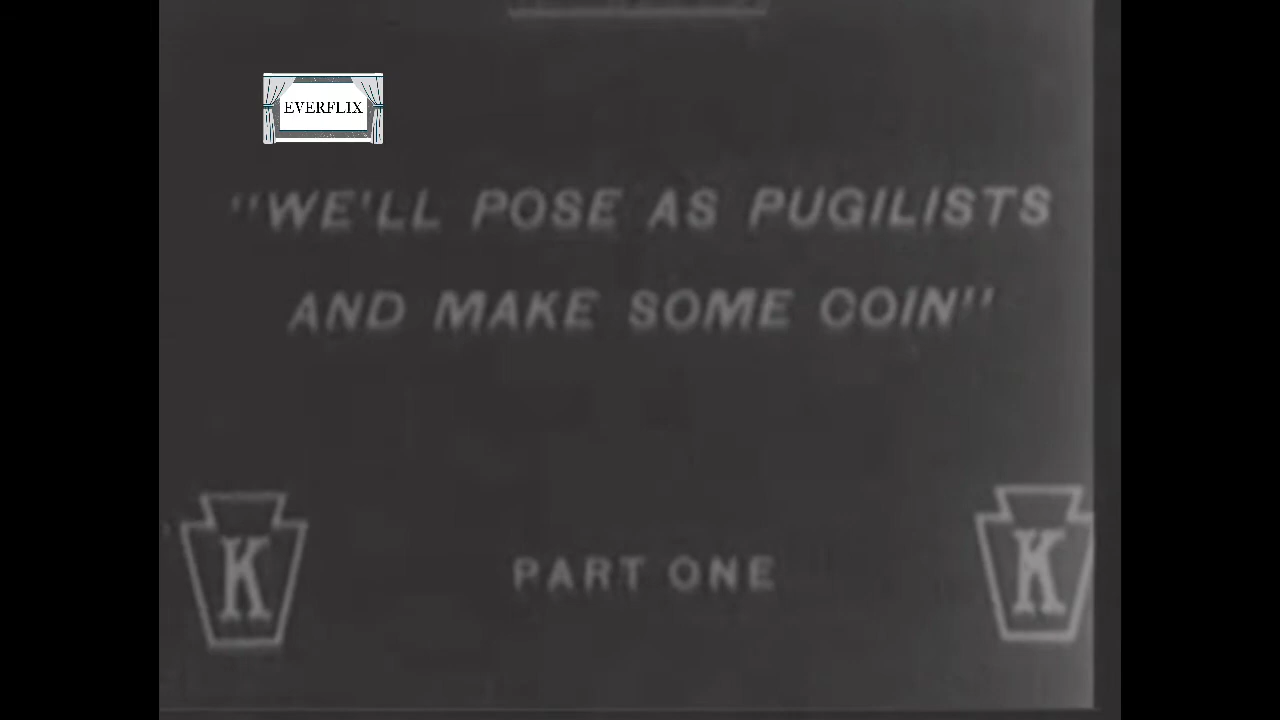 EVERFLIX
"WE'LL POSE AS PUGILISTS
AND MAKE SOME COIN"
K
PART ONE
K